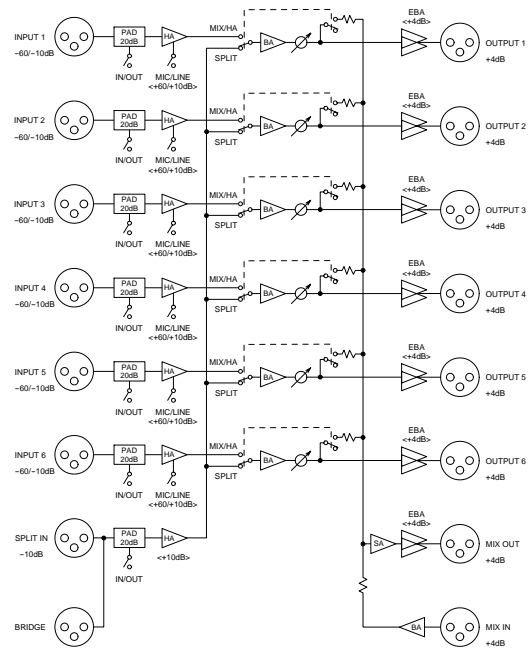 EBA
<+4dB>
INPUT 1
−60/−10dB
PAD
20dB
HA
MIX/HA
BA
OUTPUT 1
+4dB
IN/OUT
MIC/LINE
<+60/+10dB>
SPLIT
EBA
<+4dB>
INPUT 2
−60/−10dB
PAD
20dB
HA
MIX/HA
BA
OUTPUT 2
+4dB
IN/OUT
MIC/LINE
<+60/+10dB>
SPLIT
EBA
<+4dB>
INPUT 3
−60/−10dB
PAD
20dB
HA
MIX/HA
BA
OUTPUT 3
+4dB
IN/OUT
MIC/LINE
<+60/+10dB>
SPLIT
EBA
<+4dB>
INPUT 4
−60/−10dB
PAD
20dB
HA
MIX/HA
BA
OUTPUT 4
+4dB
IN/OUT
MIC/LINE
<+60/+10dB>
SPLIT
EBA
<+4dB>
INPUT 5
−60/−10dB
PAD
20dB
HA
MIX/HA
BA
OUTPUT 5
+4dB
IN/OUT
MIC/LINE
<+60/+10dB>
SPLIT
EBA
<+4dB>
INPUT 6
−60/−10dB
PAD
20dB
HA
MIX/HA
BA
OUTPUT 6
+4dB
IN/OUT
MIC/LINE
<+60/+10dB>
SPLIT
EBA
<+4dB>
SPLIT IN
−10dB
PAD
20dB
HA
SA
MIX OUT
+4dB
IN/OUT
<+10dB>
BRIDGE
BA
MIX IN
+4dB